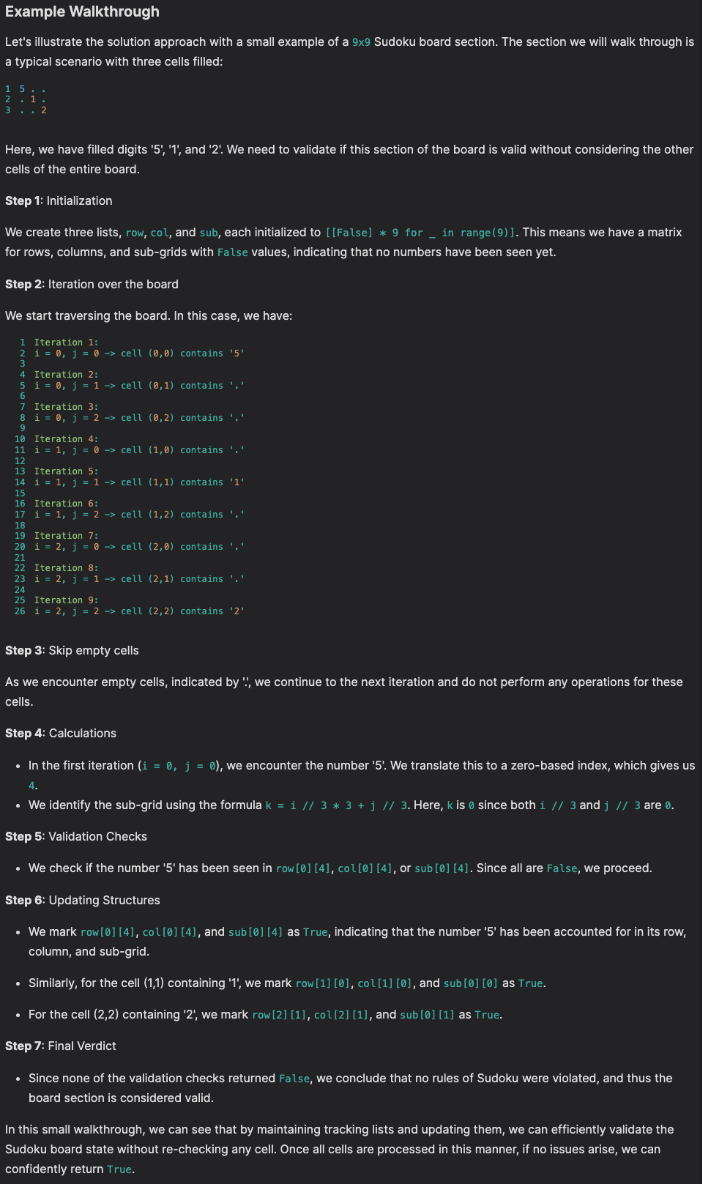 Example Walkthrough
Let's illustrate the solution approach with a small example of a 9x9 Sudoku board section. The section we will walk through is
a typical scenario with three cells filled:
1 5 . .
2 . 1 .
3 . . 2
Here, we have filled digits '5', '1', and '2'. We need to validate if this section of the board is valid without considering the other
cells of the entire board.
Step 1: Initialization
We create three lists, row, col, and sub, each initialized to [[False] * 9 for _ in range(9)]. This means we have a matrix
for rows, columns, and sub-grids with False values, indicating that no numbers have been seen yet.
Step 2: Iteration over the board
We start traversing the board. In this case, we have:
1 Iteration 1:
2 i = 0, j = 0 -> cell (0,0) contains '5'
3
4 Iteration 2:
5 i = 0, j = 1 -> cell (0,1) contains '.'
6
7 Iteration 3:
8 i = 0, j = 2 -> cell (0,2) contains '.'
9
10 Iteration 4:
11 i = 1, j = 0 -> cell (1,0) contains '.'
12
13 Iteration 5:
14 i = 1, j = 1 -> cell (1,1) contains '1'
15
16 Iteration 6:
17 i = 1, j = 2 -> cell (1,2) contains '.'
18
19 Iteration 7:
20 i = 2, j = 0 -> cell (2,0) contains '.'
21
22 Iteration 8:
23 i = 2, j = 1 -> cell (2,1) contains '.'
24
25 Iteration 9:
26 i = 2, j = 2 -> cell (2,2) contains '2'
Step 3: Skip empty cells
As we encounter empty cells, indicated by '.', we continue to the next iteration and do not perform any operations for these
cells.
Step 4: Calculations
• In the first iteration (i = 0, j = 0), we encounter the number '5'. We translate this to a zero-based index, which gives us
4.
• We identify the sub-grid using the formula k = i // 3 * 3 + j // 3. Here, k is 0 since both i // 3 and j // 3 are 0.
Step 5: Validation Checks
• We check if the number '5' has been seen in row[0][4], col[0][4], or sub[0][4]. Since all are False, we proceed.
Step 6: Updating Structures
• We mark row[0][4], col[0][4], and sub[0][4] as True, indicating that the number '5' has been accounted for in its row,
column, and sub-grid.
• Similarly, for the cell (1,1) containing '1', we mark row[1][0], col[1][0], and sub[0][0] as True.
• For the cell (2,2) containing '2', we mark row[2][1], col[2][1], and sub[0][1] as True.
Step 7: Final Verdict
• Since none of the validation checks returned False, we conclude that no rules of Sudoku were violated, and thus the
board section is considered valid.
In this small walkthrough, we can see that by maintaining tracking lists and updating them, we can efficiently validate the
Sudoku board state without re-checking any cell. Once all cells are processed in this manner, if no issues arise, we can
confidently return True.